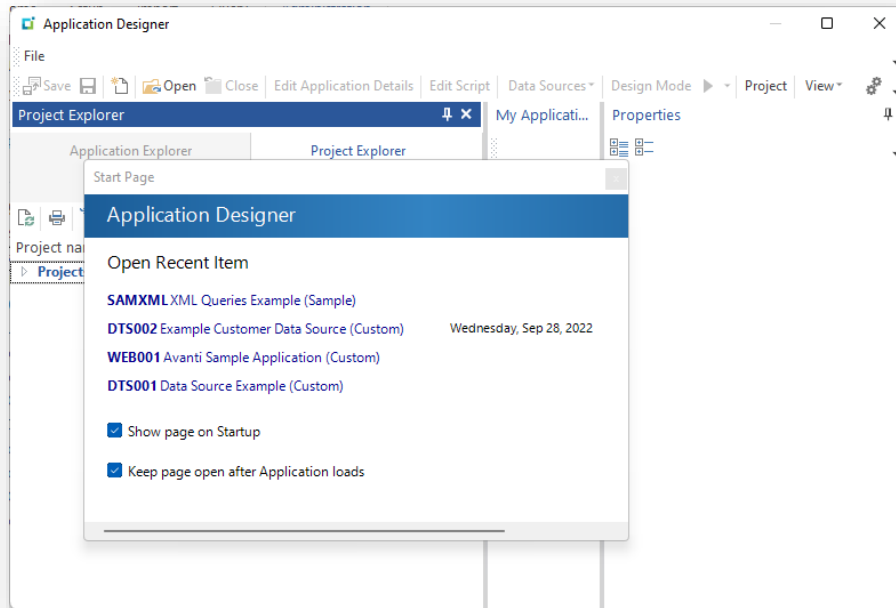 Application Designer
File
Save Open Close Edit Application Details Edit Script Data Sources Design Mode Project View
Project Explorer
My Applicati...
Properties
Application Explorer
Project Explorer
Start Page
Application Designer
Project na
Projects
Open Recent Item
SAMXML XML Queries Example (Sample)
DTS002 Example Customer Data Source (Custom) Wednesday, Sep 28, 2022
WEB001 Avanti Sample Application (Custom)
DTS001 Data Source Example (Custom)
Show page on Startup
Keep page open after Application loads